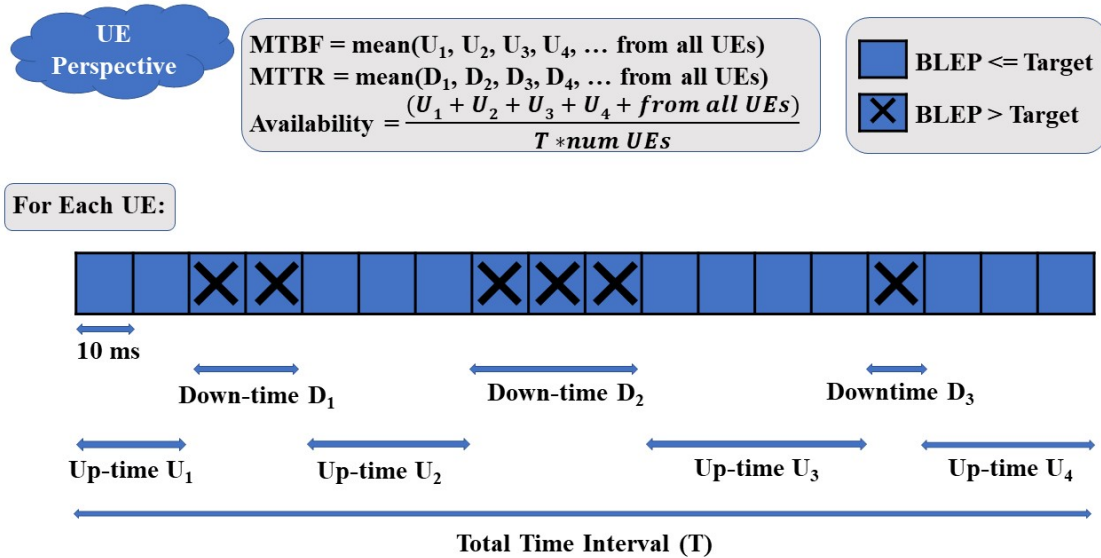 UE
Perspective
MTBF = mean(U₁, U₂, U₃, U₄, … from all UEs)
MTTR = mean(D₁, D₂, D₃, D₄, … from all UEs)
Availability = (U₁ + U₂ + U₃ + U₄ + from all UEs) / T * num UEs
BLEP <= Target
BLEP > Target
For Each UE:
10 ms
Down-time D₁
Down-time D₂
Downtime D₃
Up-time U₁
Up-time U₂
Up-time U₃
Up-time U₄
Total Time Interval (T)